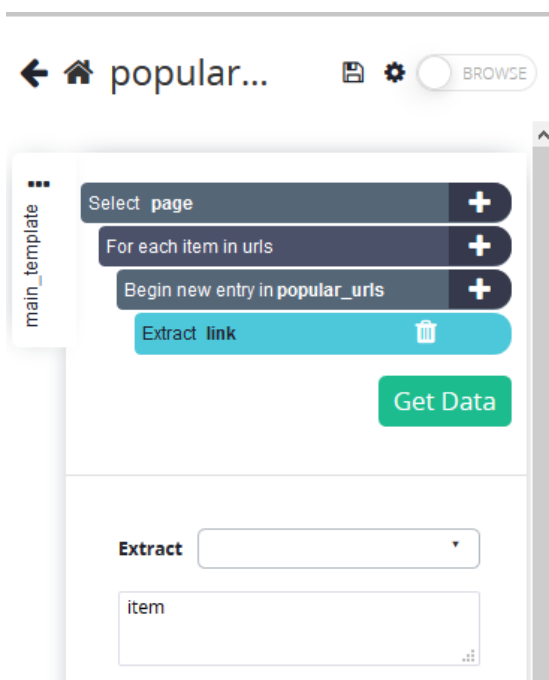 popular...
BROWSE
main_template
Select page
For each item in urls
Begin new entry in popular_urls
Extract link
Get Data
Extract
item